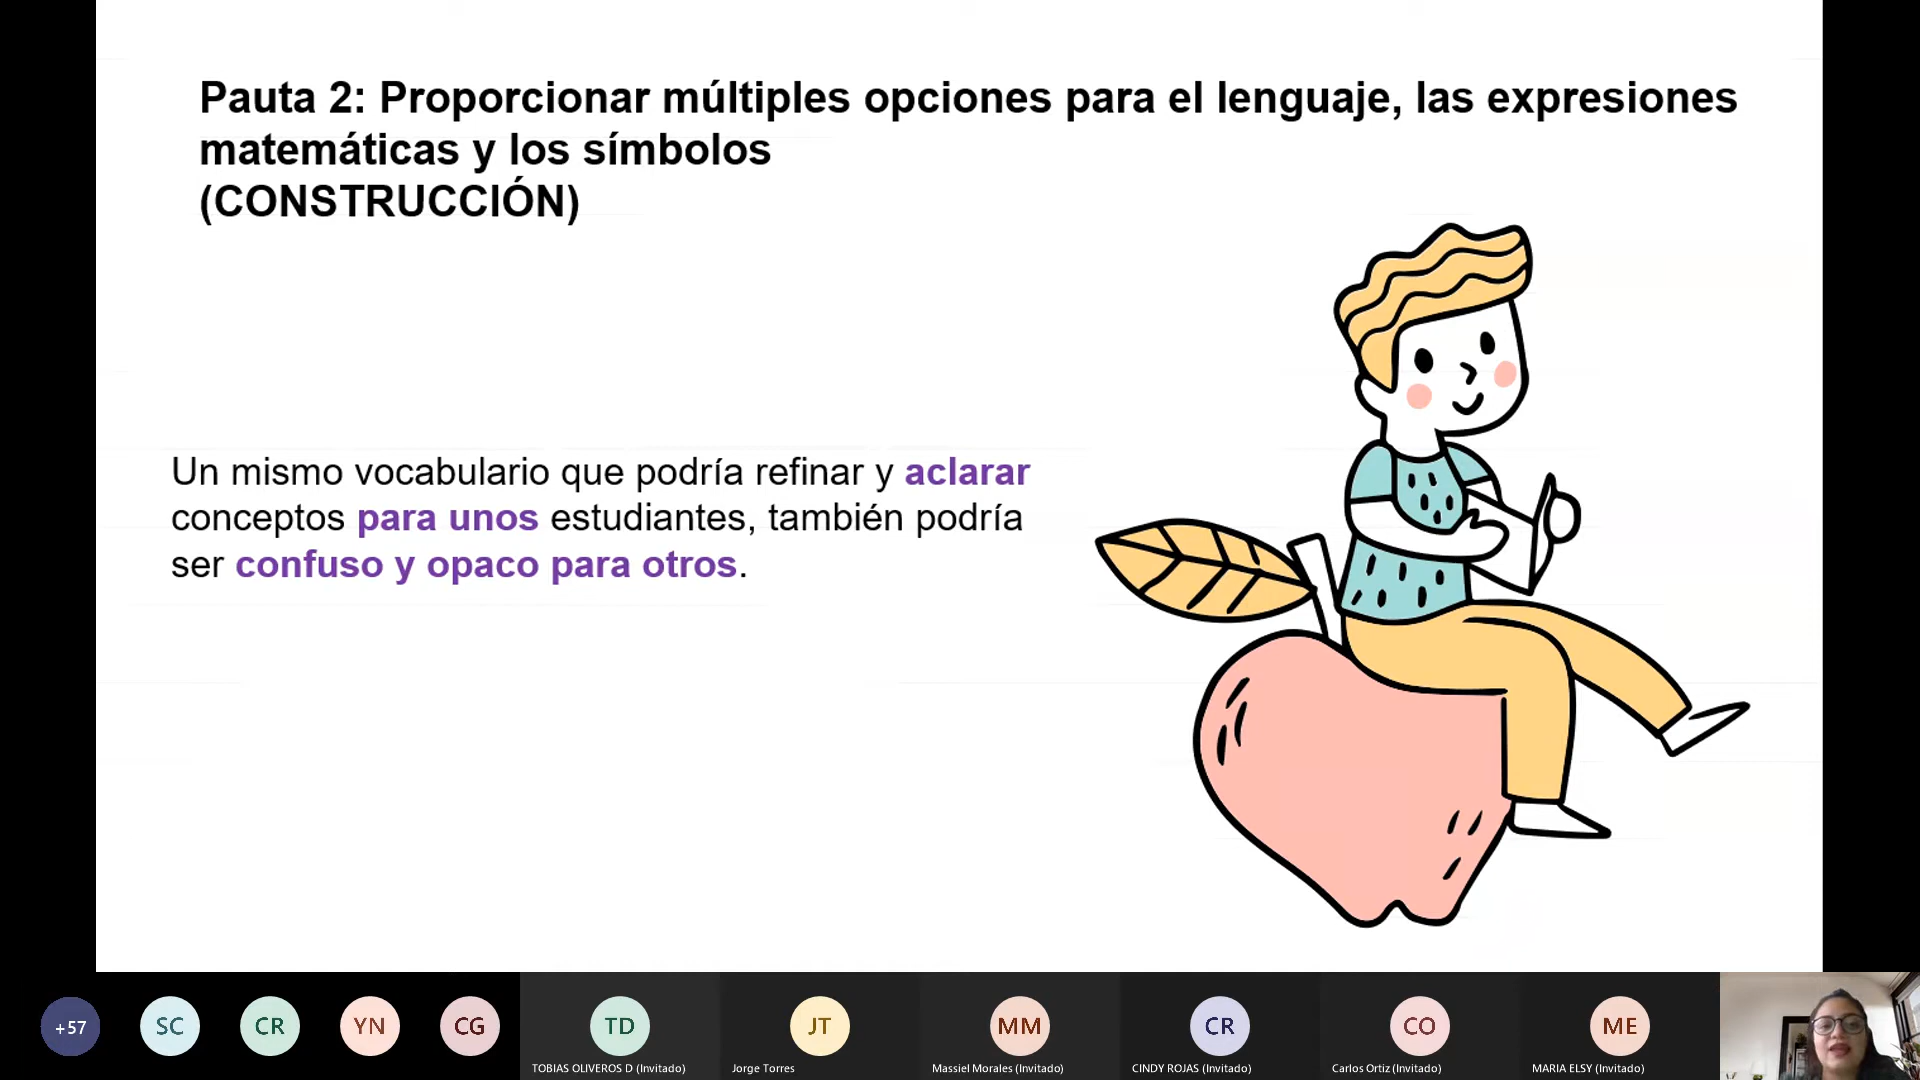 Pauta 2: Proporcionar múltiples opciones para el lenguaje, las expresiones
matemáticas y los símbolos
(CONSTRUCCIÓN)
Un mismo vocabulario que podría refinar y aclarar
conceptos para unos estudiantes, también podría
ser confuso y opaco para otros.
+57
SC
CR
YN
CG
TD
TOBIAS OLIVEROS D (Invitado)
JT
Jorge Torres
MM
Massiel Morales (Invitado)
CR
CINDY ROJAS (Invitado)
CO
Carlos Ortiz (Invitado)
ME
MARIA ELSY (Invitado)